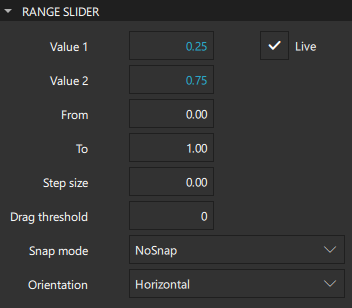 RANGE SLIDER
Value 1 0.25 Live
Value 2 0.75
From 0.00
To 1.00
Step size 0.00
Drag threshold 0
Snap mode NoSnap
Orientation Horizontal